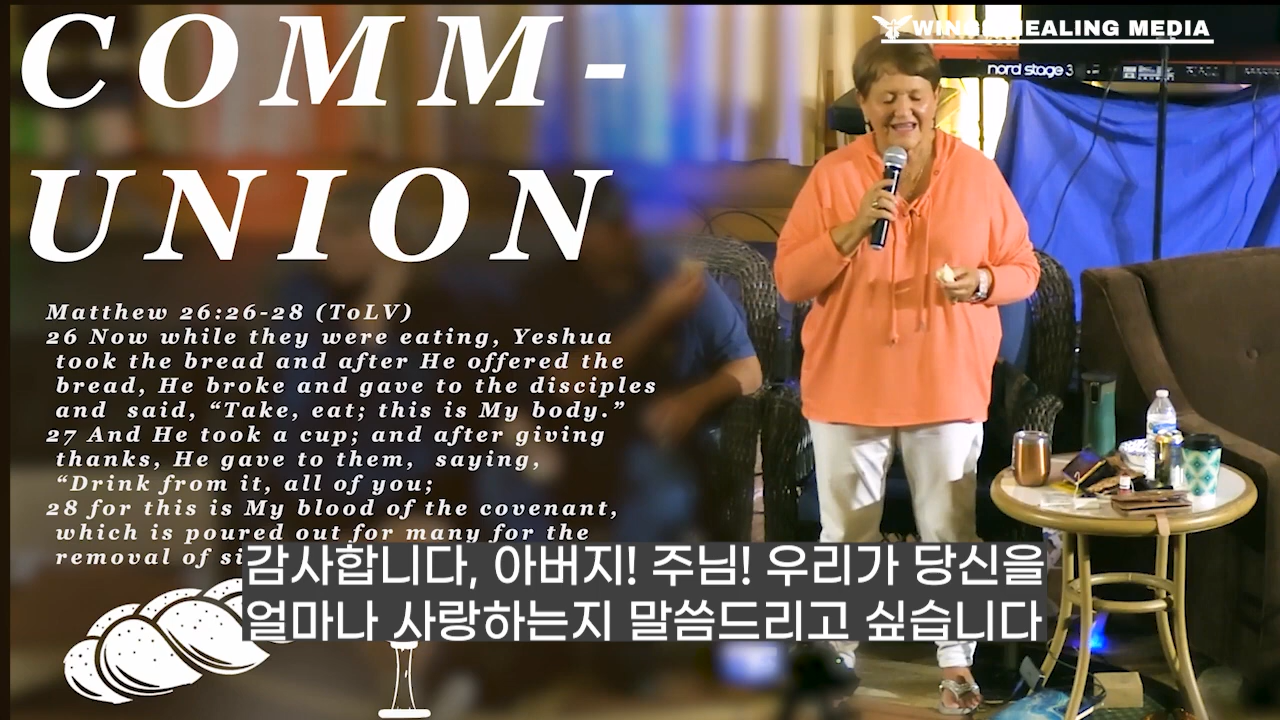 COMM-
UNION
WINGS HEALING MEDIA
nord stage 3
Matthew 26:26-28 (ToLV)
26 Now while they were eating, Yeshua
took the bread and after He offered the
bread, He broke and gave to the disciples
and said, “Take, eat; this is My body.”
27 And He took a cup; and after giving
thanks, He gave to them, saying,
“Drink from it, all of you;
28 for this is My blood of the covenant,
which is poured out for many for the
removal of
감사합니다, 아버지! 주님! 우리가 당신을
얼마나 사랑하는지 말씀드리고 싶습니다